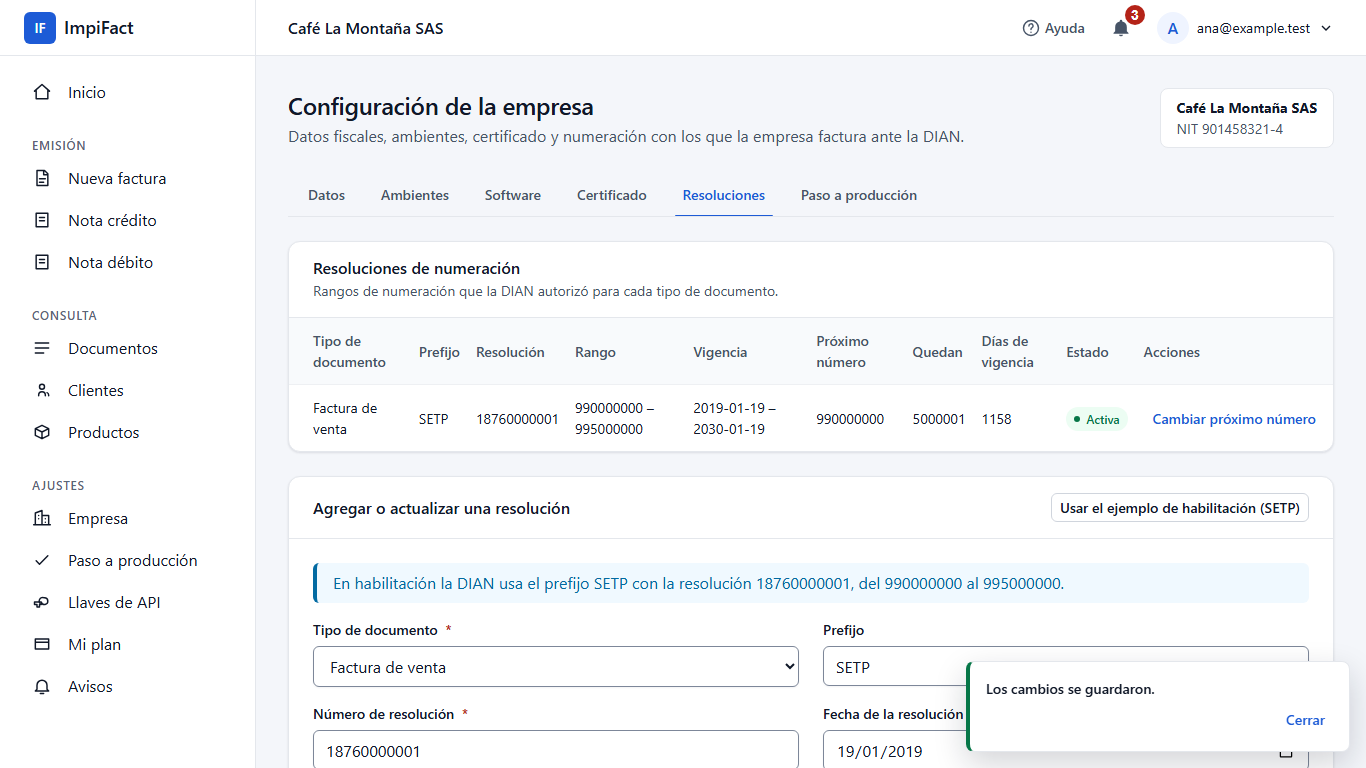 IF ImpiFact
Café La Montaña SAS
Ayuda
3
A
ana@example.test
Inicio
EMISIÓN
Nueva factura
Nota crédito
Nota débito
CONSULTA
Documentos
Clientes
Productos
AJUSTES
Empresa
Paso a producción
Llaves de API
Mi plan
Avisos
Configuración de la empresa
Datos fiscales, ambientes, certificado y numeración con los que la empresa factura ante la DIAN.
Café La Montaña SAS
NIT 901458321-4
Datos Ambientes Software Certificado Resoluciones Paso a producción
Resoluciones de numeración
Rangos de numeración que la DIAN autorizó para cada tipo de documento.
Tipo de documento Prefijo Resolución Rango Vigencia Próximo número Quedan Días de vigencia Estado Acciones
Factura de venta SETP 18760000001 990000000 – 995000000 2019-01-19 – 2030-01-19 990000000 5000001 1158 Activa Cambiar próximo número
Agregar o actualizar una resolución
Usar el ejemplo de habilitación (SETP)
En habilitación la DIAN usa el prefijo SETP con la resolución 18760000001, del 990000000 al 995000000.
Tipo de documento *
Factura de venta
Prefijo
SETP
Número de resolución *
18760000001
Fecha de la resolución
19/01/2019
Los cambios se guardaron.
Cerrar